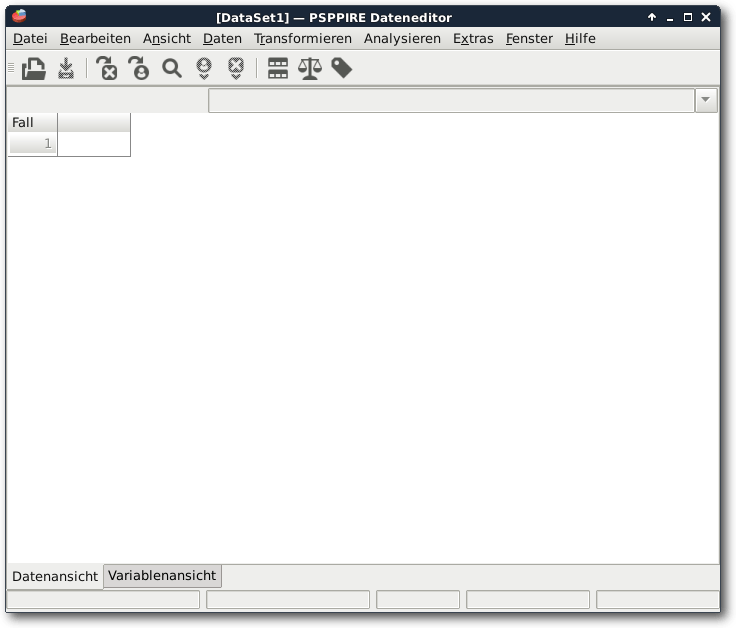 [DataSet1] — PSPPIRE Dateneditor
Datei Bearbeiten Ansicht Daten Transformieren Analysieren Extras Fenster Hilfe
Fall
1
Datenansicht Variablenansicht